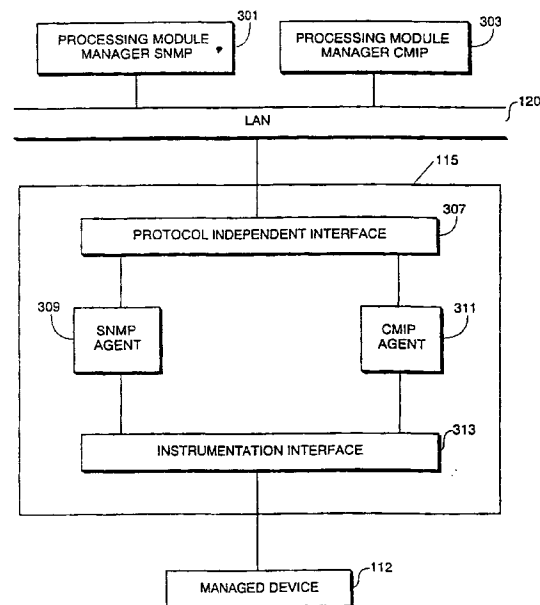 301
303
PROCESSING MODULE
MANAGER SNMP
PROCESSING MODULE
MANAGER CMIP
120
LAN
115
307
PROTOCOL INDEPENDENT INTERFACE
309
SNMP
AGENT
311
CMIP
AGENT
313
INSTRUMENTATION INTERFACE
112
MANAGED DEVICE